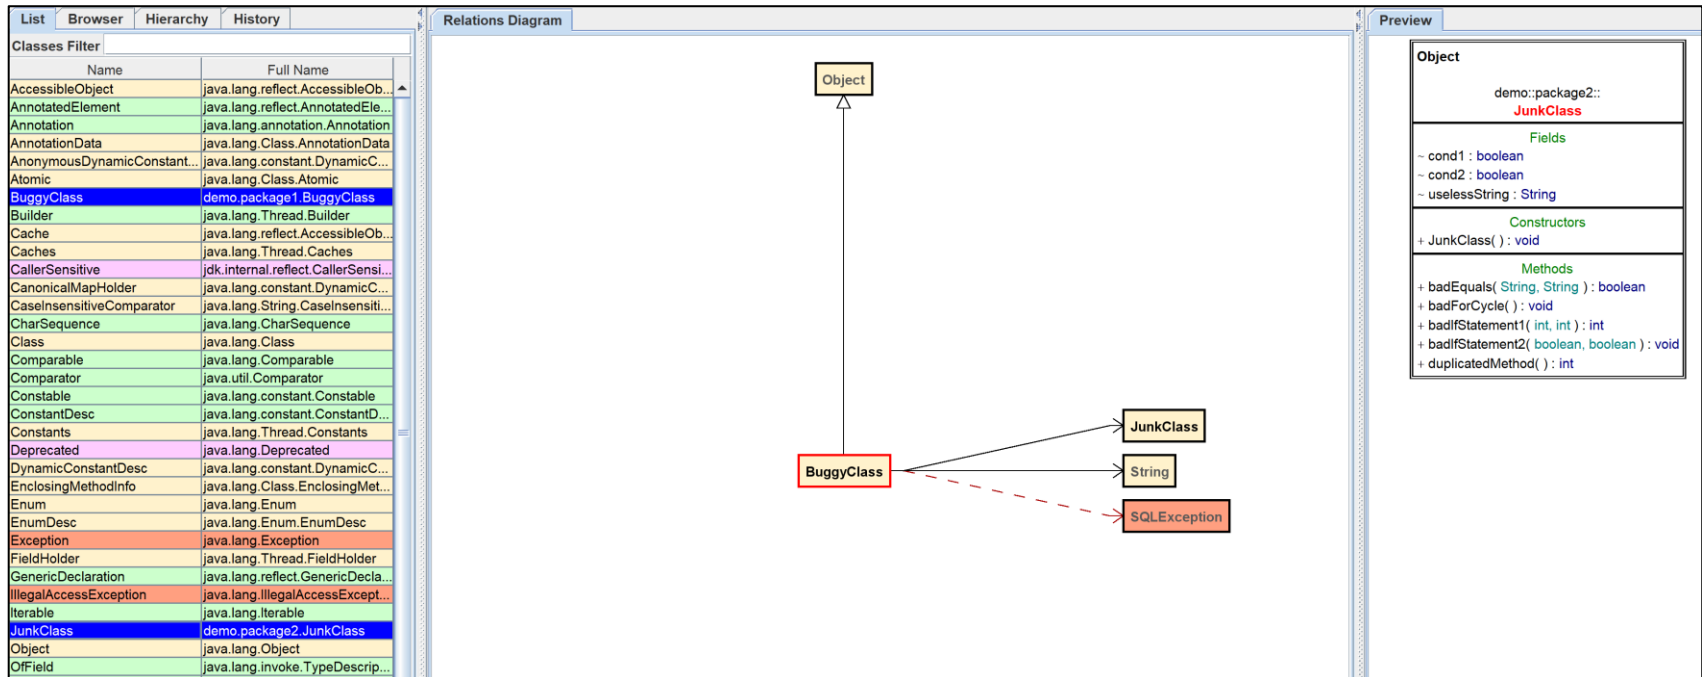 List Browser Hierarchy History
Classes Filter
Name Full Name
AccessibleObject java.lang.reflect.AccessibleOb...
AnnotatedElement java.lang.reflect.AnnotatedEle...
Annotation java.lang.annotation.Annotation
AnnotationData java.lang.Class.AnnotationData
AnonymousDynamicConstant... java.lang.constant.DynamicC...
Atomic java.lang.Class.Atomic
BuggyClass demo.package1.BuggyClass
Builder java.lang.Thread.Builder
Cache java.lang.reflect.AccessibleOb...
Caches java.lang.Thread.Caches
CallerSensitive jdk.internal.reflect.CallerSensi...
CanonicalMapHolder java.lang.constant.DynamicC...
CaseInsensitiveComparator java.lang.String.CaseInsensiti...
CharSequence java.lang.CharSequence
Class java.lang.Class
Comparable java.lang.Comparable
Comparator java.util.Comparator
Constable java.lang.constant.Constable
ConstantDesc java.lang.constant.ConstantD...
Constants java.lang.Thread.Constants
Deprecated java.lang.Deprecated
DynamicConstantDesc java.lang.constant.DynamicC...
EnclosingMethodInfo java.lang.Class.EnclosingMet...
Enum java.lang.Enum
EnumDesc java.lang.Enum.EnumDesc
Exception java.lang.Exception
FieldHolder java.lang.Thread.FieldHolder
GenericDeclaration java.lang.reflect.GenericDecla...
IllegalAccessException java.lang.IllegalAccessExcept...
Iterable java.lang.Iterable
JunkClass demo.package2.JunkClass
Object java.lang.Object
OfField java.lang.invoke.TypeDescrip...
Relations Diagram
Object
JunkClass
BuggyClass
String
SQLException
Preview
Object
demo::package2::
JunkClass
Fields
~ cond1 : boolean
~ cond2 : boolean
~ uselessString : String
Constructors
+ JunkClass( ) : void
Methods
+ badEquals( String, String ) : boolean
+ badForCycle( ) : void
+ badIfStatement1( int, int ) : int
+ badIfStatement2( boolean, boolean ) : void
+ duplicatedMethod( ) : int